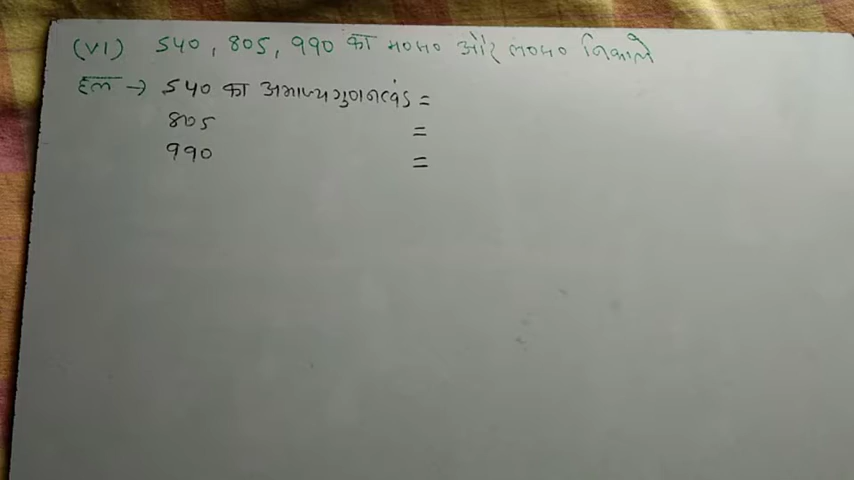 (VI) 540, 805, 990 का म०स० और ल०स० निकालें
हल → 540 का अभाज्य गुणनखंड =
805 =
990 =